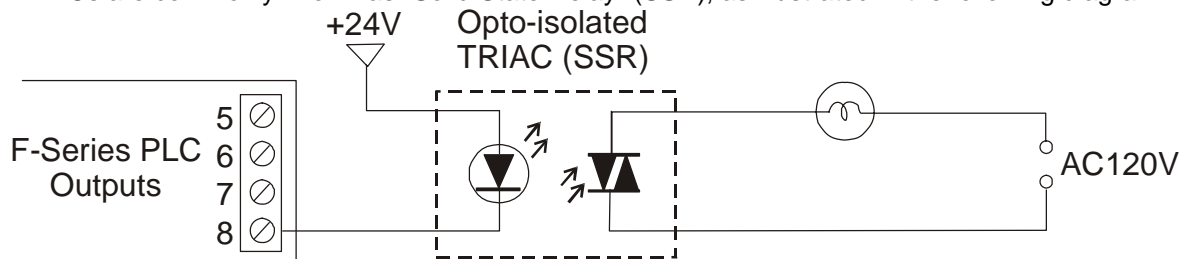 +24V
Opto-isolated
TRIAC (SSR)
F-Series PLC
Outputs
5
6
7
8
AC120V